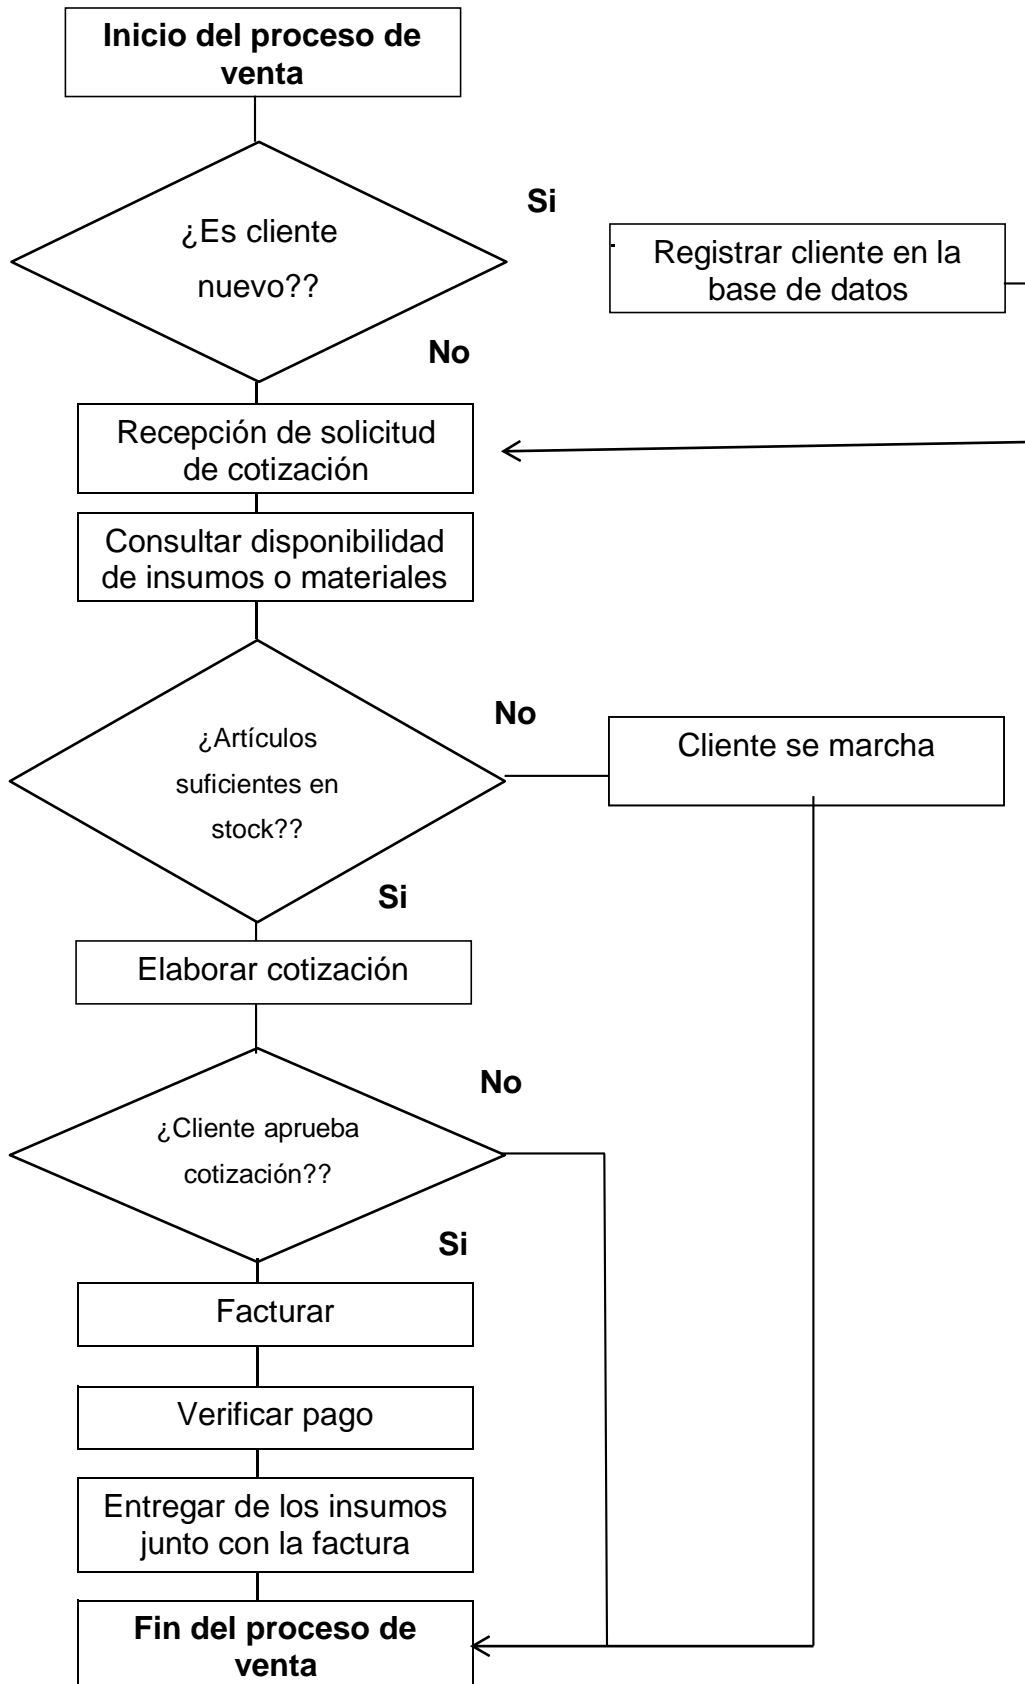 Inicio del proceso de
venta
Si
¿Es cliente
nuevo??
Registrar cliente en la
base de datos
No
Recepción de solicitud
de cotización
Consultar disponibilidad
de insumos o materiales
No
¿Artículos
suficientes en
stock??
Cliente se marcha
Si
Elaborar cotización
No
¿Cliente aprueba
cotización??
Si
Facturar
Verificar pago
Entregar de los insumos
junto con la factura
Fin del proceso de
venta